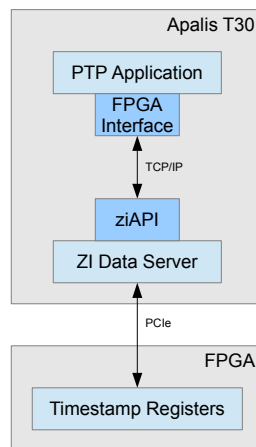 Apalis T30
PTP Application
FPGA
Interface
TCP/IP
ziAPI
ZI Data Server
PCIe
FPGA
Timestamp Registers